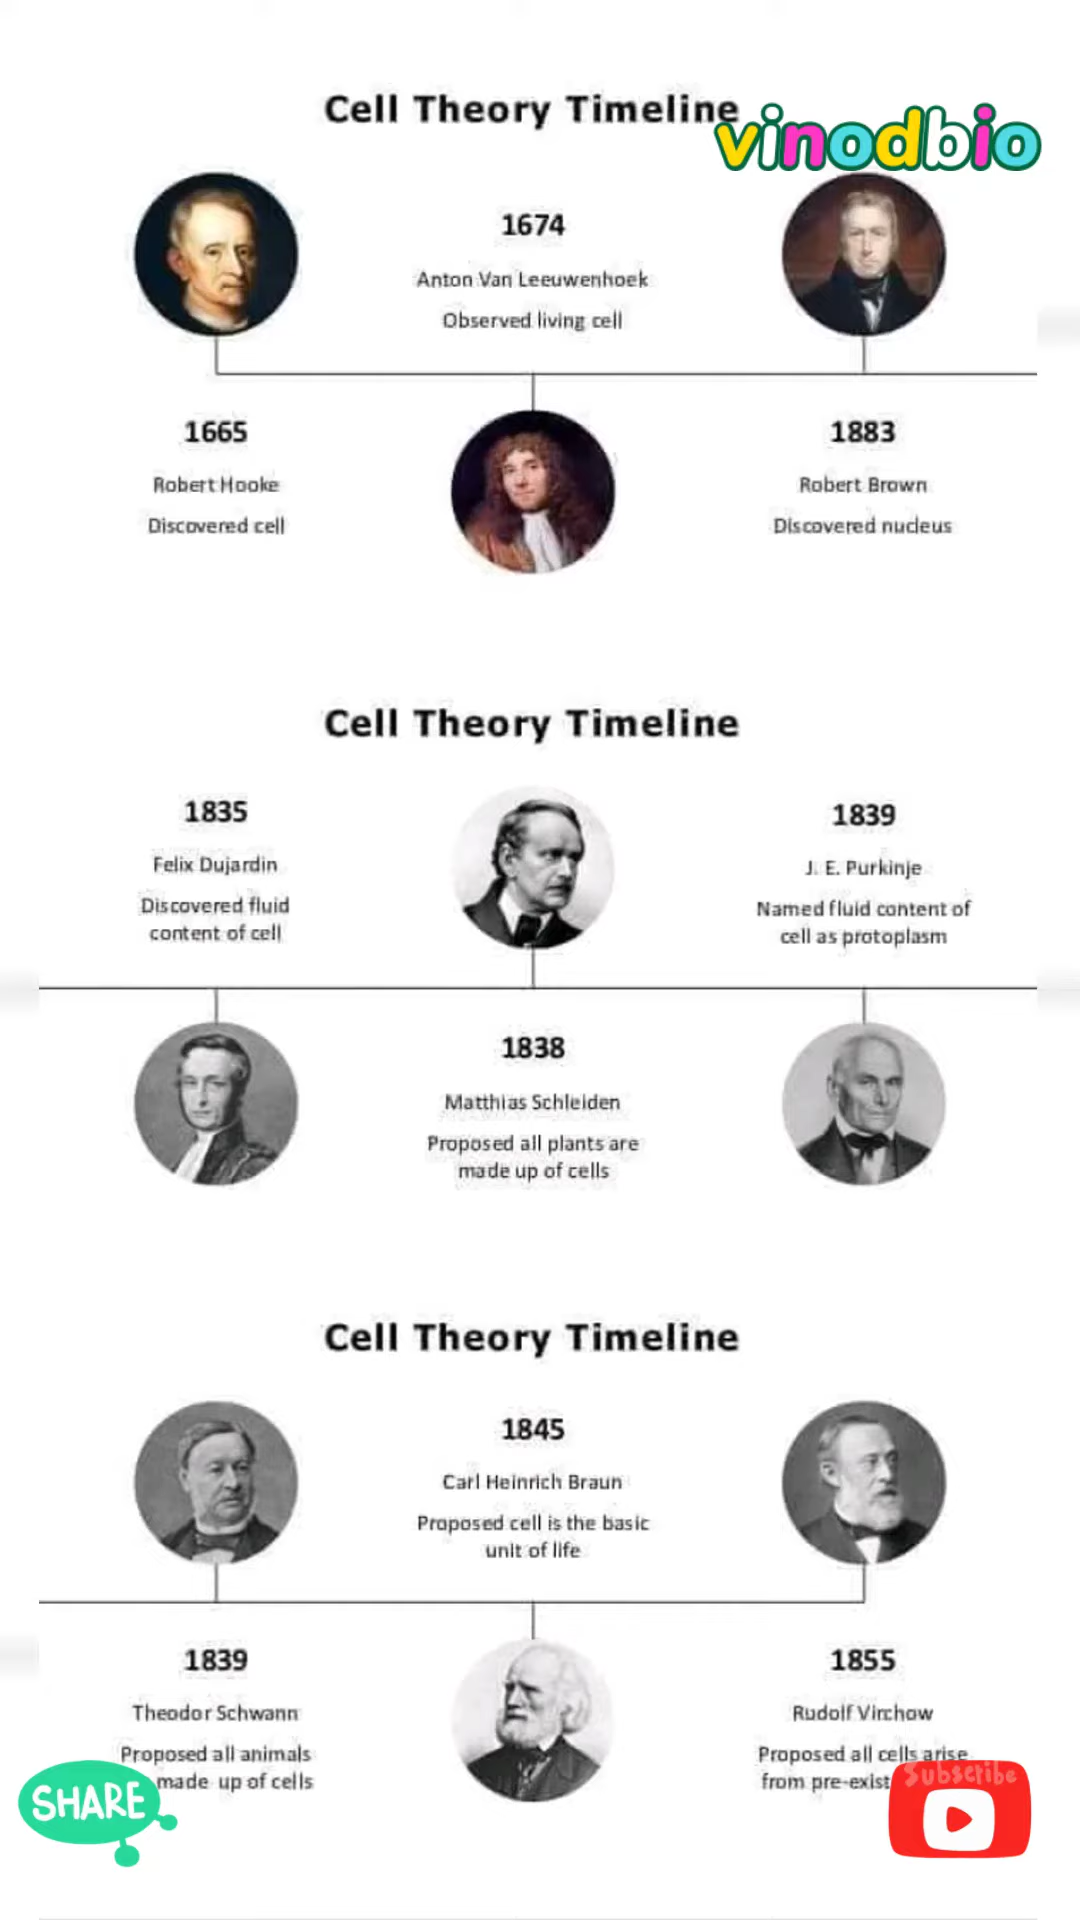 Cell Theory Timeline
vinodbio
1674
Anton Van Leeuwenhoek
Observed living cell
1665
Robert Hooke
Discovered cell
1883
Robert Brown
Discovered nucleus
Cell Theory Timeline
1835
Felix Dujardin
Discovered fluid
content of cell
1839
J. E. Purkinje
Named fluid content of
cell as protoplasm
1838
Matthias Schleiden
Proposed all plants are
made up of cells
Cell Theory Timeline
1845
Carl Heinrich Braun
Proposed cell is the basic
unit of life
1839
Theodor Schwann
Proposed all animals
made up of cells
1855
Rudolf Virchow
Proposed all cells arise
from pre-exist
SHARE
Subscribe